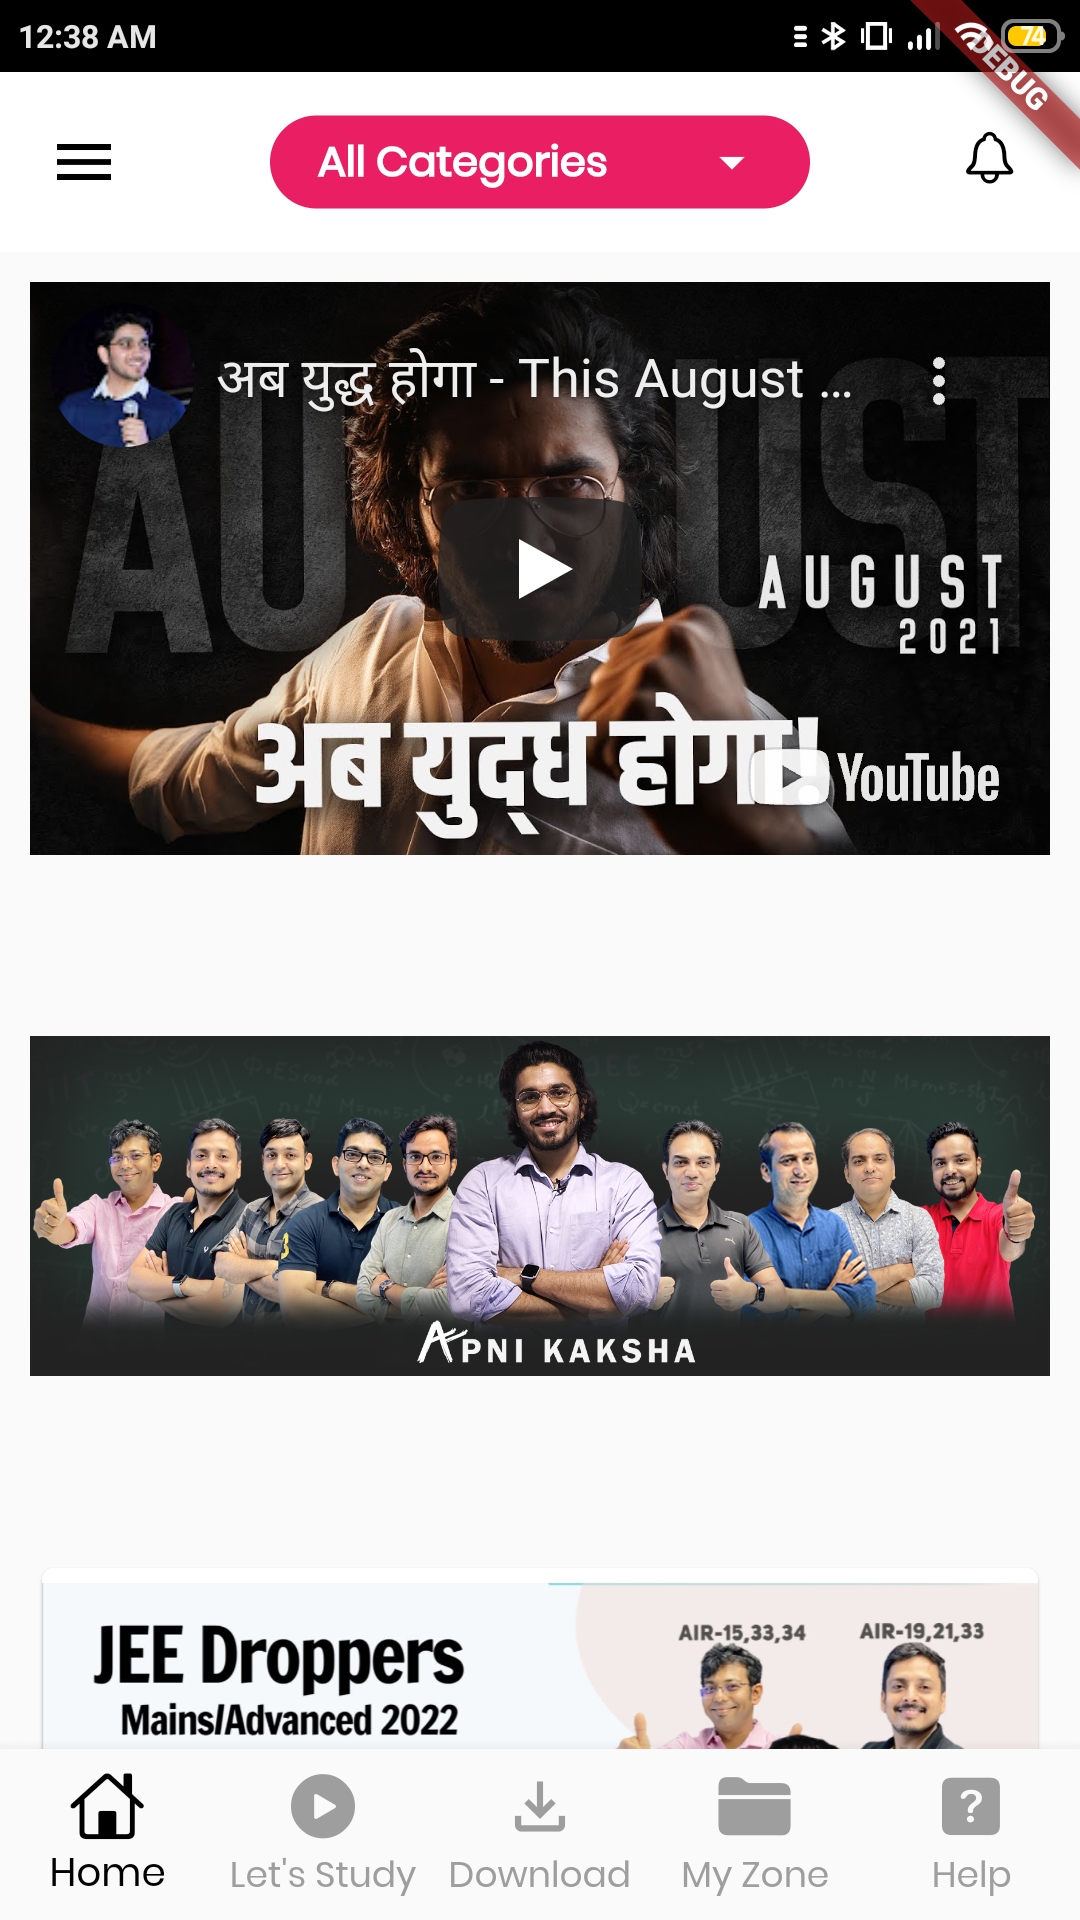 12:38 AM
74
DEBUG
All Categories
अब युद्ध होगा - This August ...
AUGUST
AUGUST
2021
अब युद्ध होगा!
YouTube
APNI KAKSHA
JEE Droppers
Mains/Advanced 2022
AIR-15,33,34
AIR-19,21,33
Home
Let's Study
Download
My Zone
Help